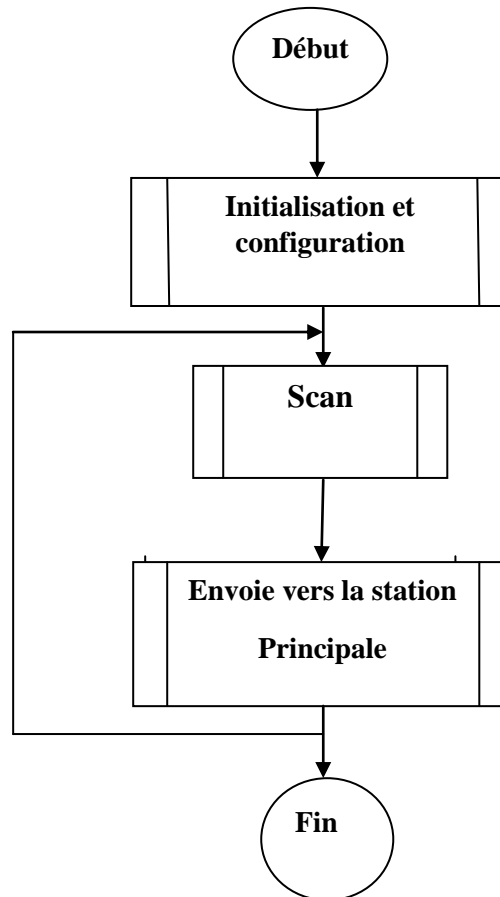 Début
Initialisation et
configuration
Scan
Envoie vers la station
Principale
Fin